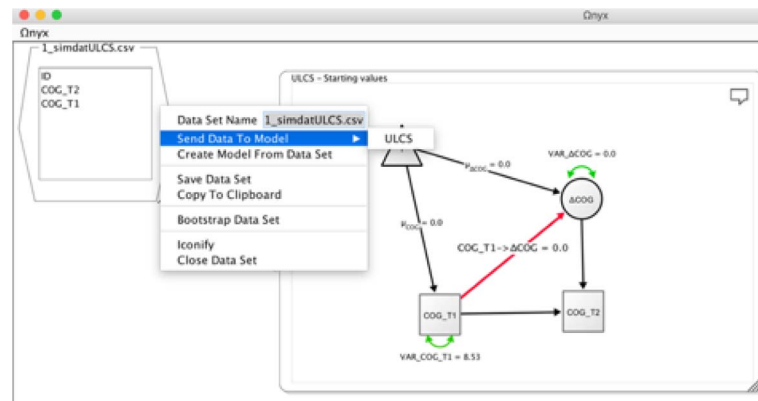 Ωnyx
Ωnyx
1_simdatULCS.csv
ID
COG_T2
COG_T1
Data Set Name 1_simdatULCS.csv
Send Data To Model
Create Model From Data Set
Save Data Set
Copy To Clipboard
Bootstrap Data Set
Iconify
Close Data Set
ULCS
ULCS - Starting values
VAR_ΔCOG = 0.0
μΔCOG = 0.0
ΔCOG
μCOG = 0.0
COG_T1->ΔCOG = 0.0
COG_T1
COG_T2
VAR_COG_T1 = 8.53